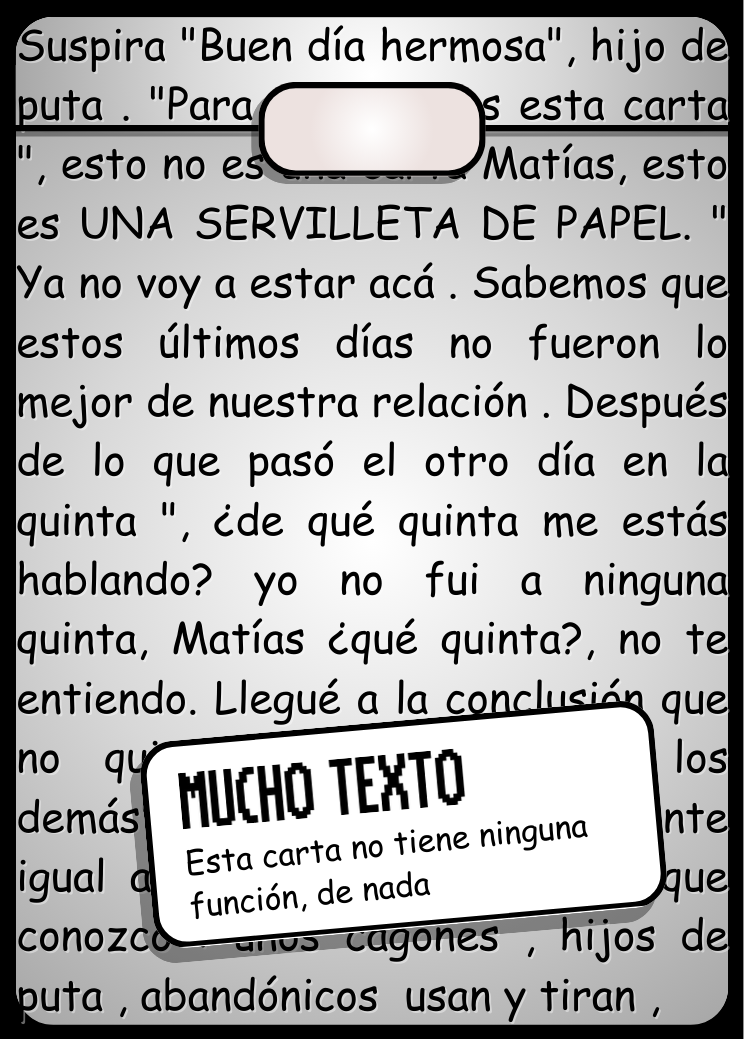 Suspira "Buen día hermosa", hijo de
puta . "Para s esta carta
", esto no es Matías, esto
es UNA SERVILLETA DE PAPEL. "
Ya no voy a estar acá . Sabemos que
estos últimos días no fueron lo
mejor de nuestra relación . Después
de lo que pasó el otro día en la
quinta ", ¿de qué quinta me estás
hablando? yo no fui a ninguna
quinta, Matías ¿qué quinta?, no te
entiendo. Llegué a la conclusión que
no los
demás nte
igual que
conozco cagones , hijos de
puta , abandónicos usan y tiran ,
MUCHO TEXTO
Esta carta no tiene ninguna
función, de nada